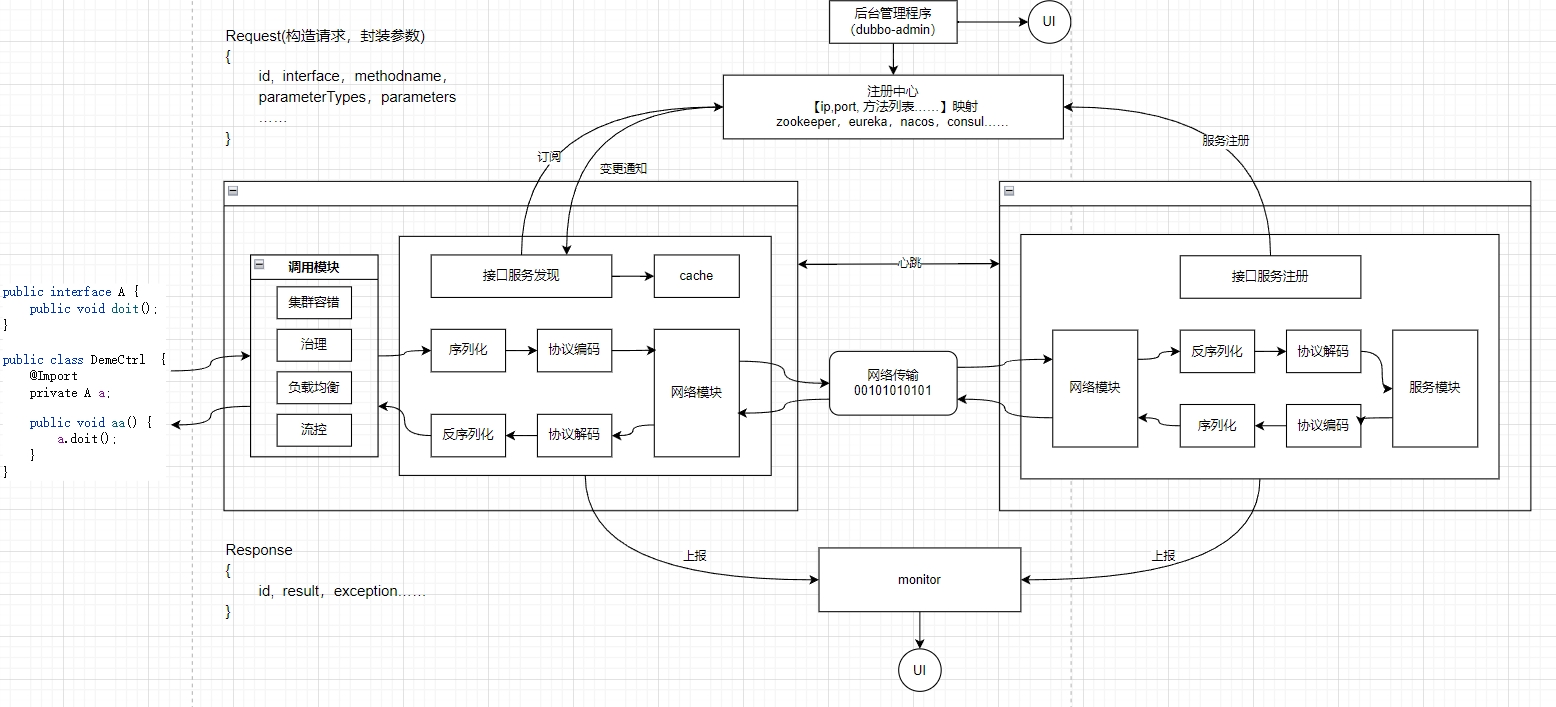 后台管理程序
（dubbo-admin）
UI
Request(构造请求，封装参数)
{
id，interface，methodname，
parameterTypes，parameters
……
}
注册中心
【ip,port, 方法列表……】映射
zookeeper，eureka，nacos，consul……
订阅
变更通知
服务注册
调用模块
集群容错
治理
负载均衡
流控
接口服务发现
cache
心跳
接口服务注册
public interface A {
public void doit();
}
public class DemeCtrl {
@Import
private A a;
public void aa() {
a.doit();
}
}
序列化
协议编码
网络模块
反序列化
协议解码
网络传输
00101010101
网络模块
反序列化
协议解码
服务模块
序列化
协议编码
Response
{
id，result，exception……
}
上报
上报
monitor
UI